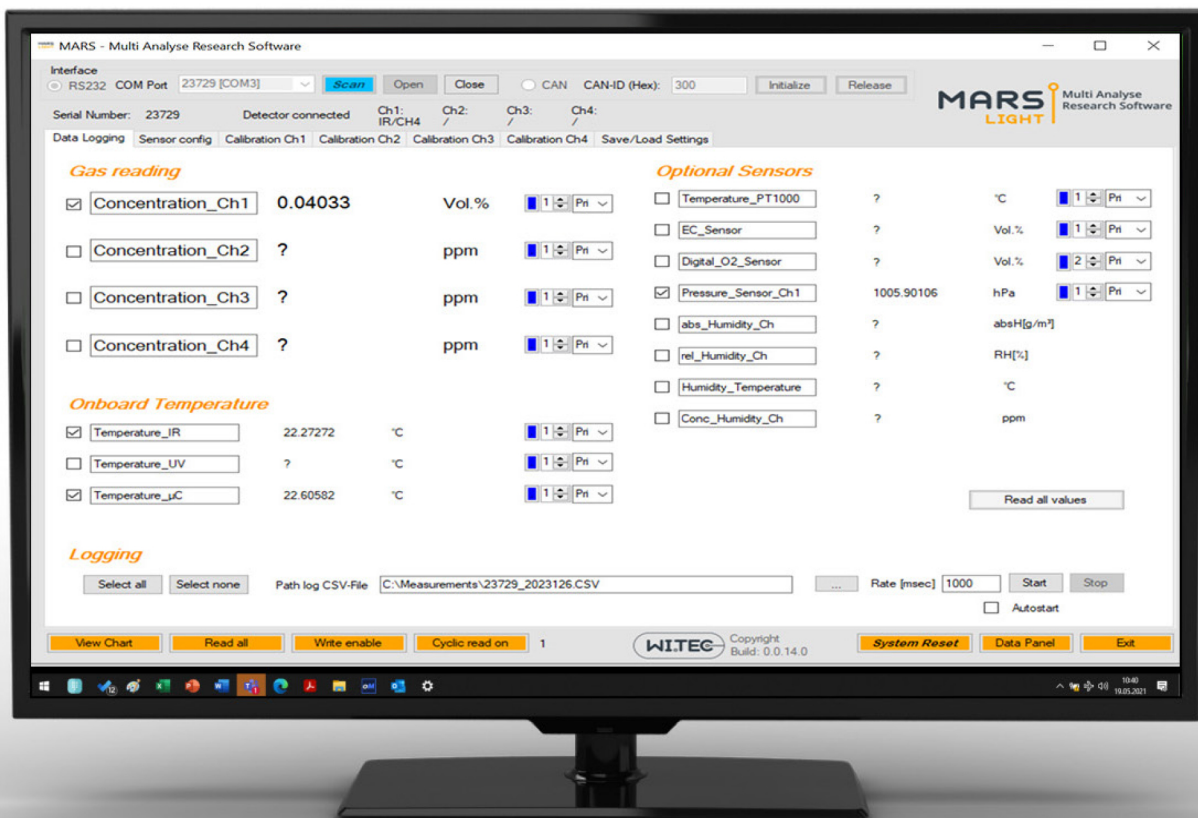 MARS - Multi Analyse Research Software
Interface
RS232 COM Port 23729 [COM3] Scan Open Close CAN CAN-ID (Hex): 300 Initialize Release
MARS LIGHT Multi Analyse Research Software
Serial Number: 23729 Detector connected Ch1: IR/CH4 Ch2: / Ch3: / Ch4: /
Data Logging Sensor config Calibration Ch1 Calibration Ch2 Calibration Ch3 Calibration Ch4 Save/Load Settings
Gas reading
Concentration_Ch1 0.04033 Vol.% 1 Pri
Concentration_Ch2 ? ppm 1 Pri
Concentration_Ch3 ? ppm 1 Pri
Concentration_Ch4 ? ppm 1 Pri
Onboard Temperature
Temperature_IR 22.27272 °C 1 Pri
Temperature_UV ? °C 1 Pri
Temperature_µC 22.60582 °C 1 Pri
Optional Sensors
Temperature_PT1000 ? °C 1 Pri
EC_Sensor ? Vol.% 1 Pri
Digital_O2_Sensor ? Vol.% 2 Pri
Pressure_Sensor_Ch1 1005.90106 hPa 1 Pri
abs_Humidity_Ch ? absH[g/m³]
rel_Humidity_Ch ? RH[%]
Humidity_Temperature ? °C
Conc_Humidity_Ch ? ppm
Read all values
Logging
Select all Select none Path log CSV-File C:\Measurements\23729_2023126.CSV ... Rate [msec] 1000 Start Stop
Autostart
View Chart Read all Write enable Cyclic read on 1 WI.TEC Copyright Build: 0.0.14.0 System Reset Data Panel Exit
10:40
19.05.2021